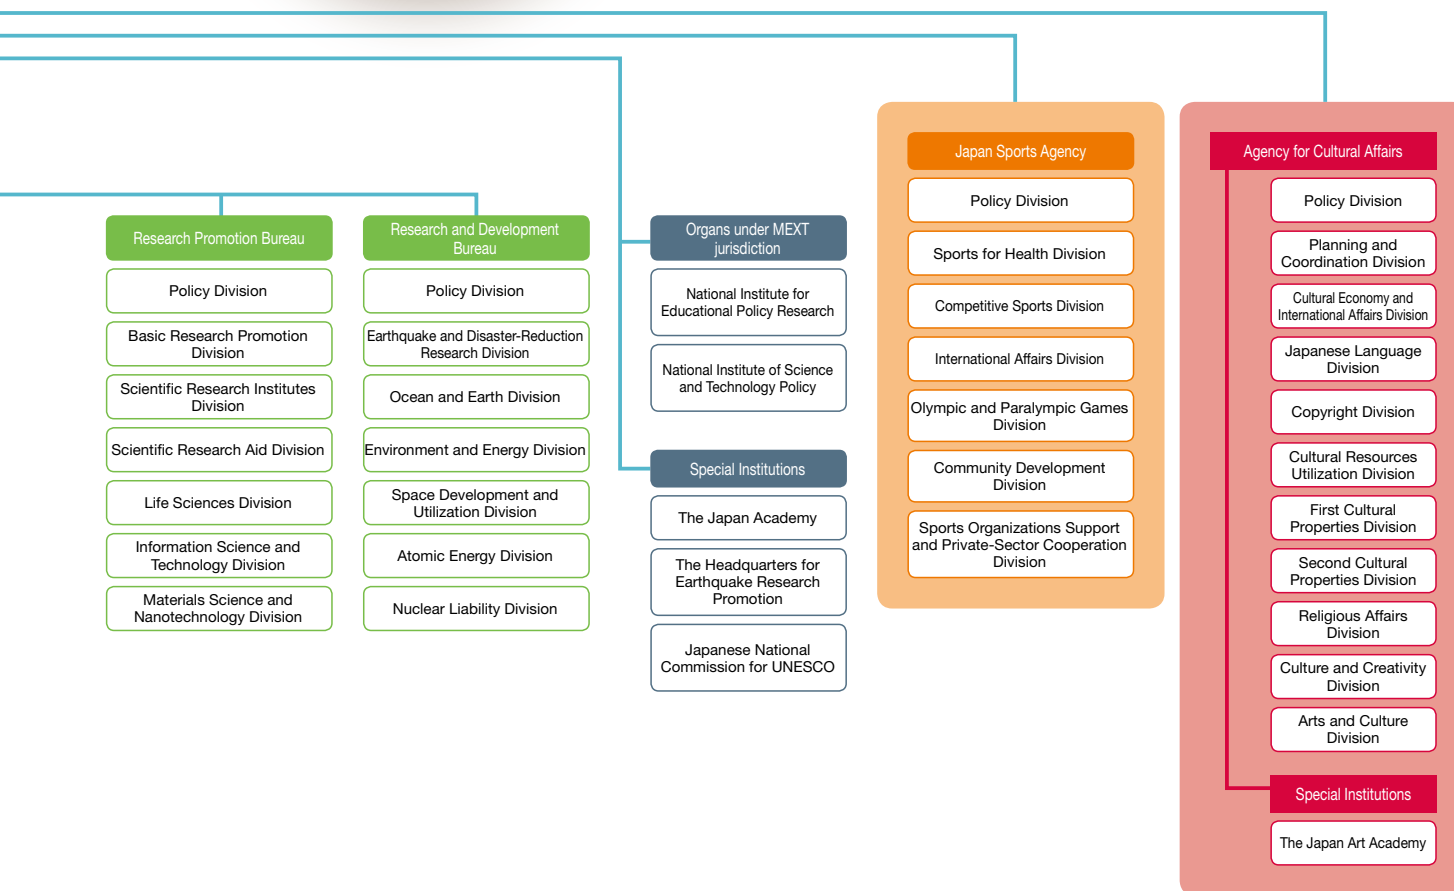 Research Promotion Bureau
Policy Division
Basic Research Promotion
Division
Scientific Research Institutes
Division
Scientific Research Aid Division
Life Sciences Division
Information Science and
Technology Division
Materials Science and
Nanotechnology Division
Research and Development
Bureau
Policy Division
Earthquake and Disaster-Reduction
Research Division
Ocean and Earth Division
Environment and Energy Division
Space Development and
Utilization Division
Atomic Energy Division
Nuclear Liability Division
Organs under MEXT
jurisdiction
National Institute for
Educational Policy Research
National Institute of Science
and Technology Policy
Special Institutions
The Japan Academy
The Headquarters for
Earthquake Research
Promotion
Japanese National
Commission for UNESCO
Japan Sports Agency
Policy Division
Sports for Health Division
Competitive Sports Division
International Affairs Division
Olympic and Paralympic Games
Division
Community Development
Division
Sports Organizations Support
and Private-Sector Cooperation
Division
Agency for Cultural Affairs
Policy Division
Planning and
Coordination Division
Cultural Economy and
International Affairs Division
Japanese Language
Division
Copyright Division
Cultural Resources
Utilization Division
First Cultural
Properties Division
Second Cultural
Properties Division
Religious Affairs
Division
Culture and Creativity
Division
Arts and Culture
Division
Special Institutions
The Japan Art Academy